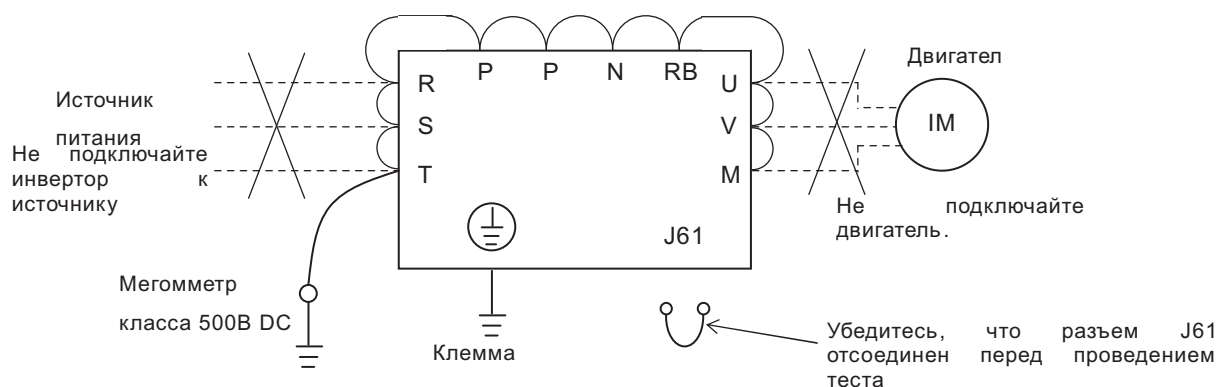 P P N RB
R
S
T
U
V
M
J61
Источник
питания
Не подключайте
инвертор к
источнику
Двигател
IM
Не подключайте
двигатель.
Мегомметр
класса 500В DC
Клемма
Убедитесь, что разъем J61
отсоединен перед проведением
теста